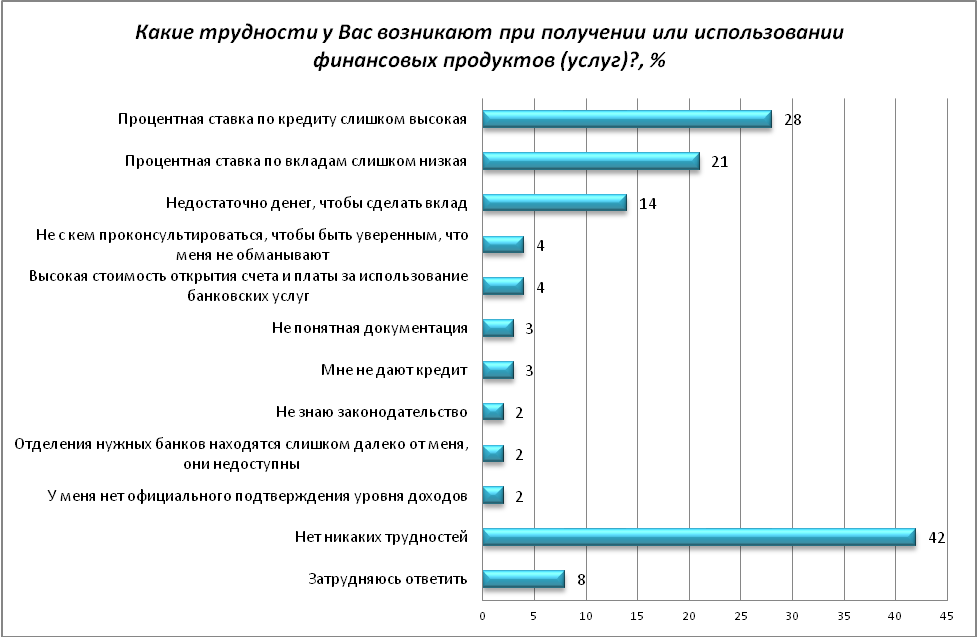 Какие трудности у Вас возникают при получении или использовании
финансовых продуктов (услуг)?, %
Процентная ставка по кредиту слишком высокая
28
Процентная ставка по вкладам слишком низкая
21
Недостаточно денег, чтобы сделать вклад
14
Не с кем проконсультироваться, чтобы быть уверенным, что
меня не обманывают
4
Высокая стоимость открытия счета и платы за использование
банковских услуг
4
Не понятная документация
3
Мне не дают кредит
3
Не знаю законодательство
2
Отделения нужных банков находятся слишком далеко от меня,
они недоступны
2
У меня нет официального подтверждения уровня доходов
2
Нет никаких трудностей
42
Затрудняюсь ответить
8
0 5 10 15 20 25 30 35 40 45